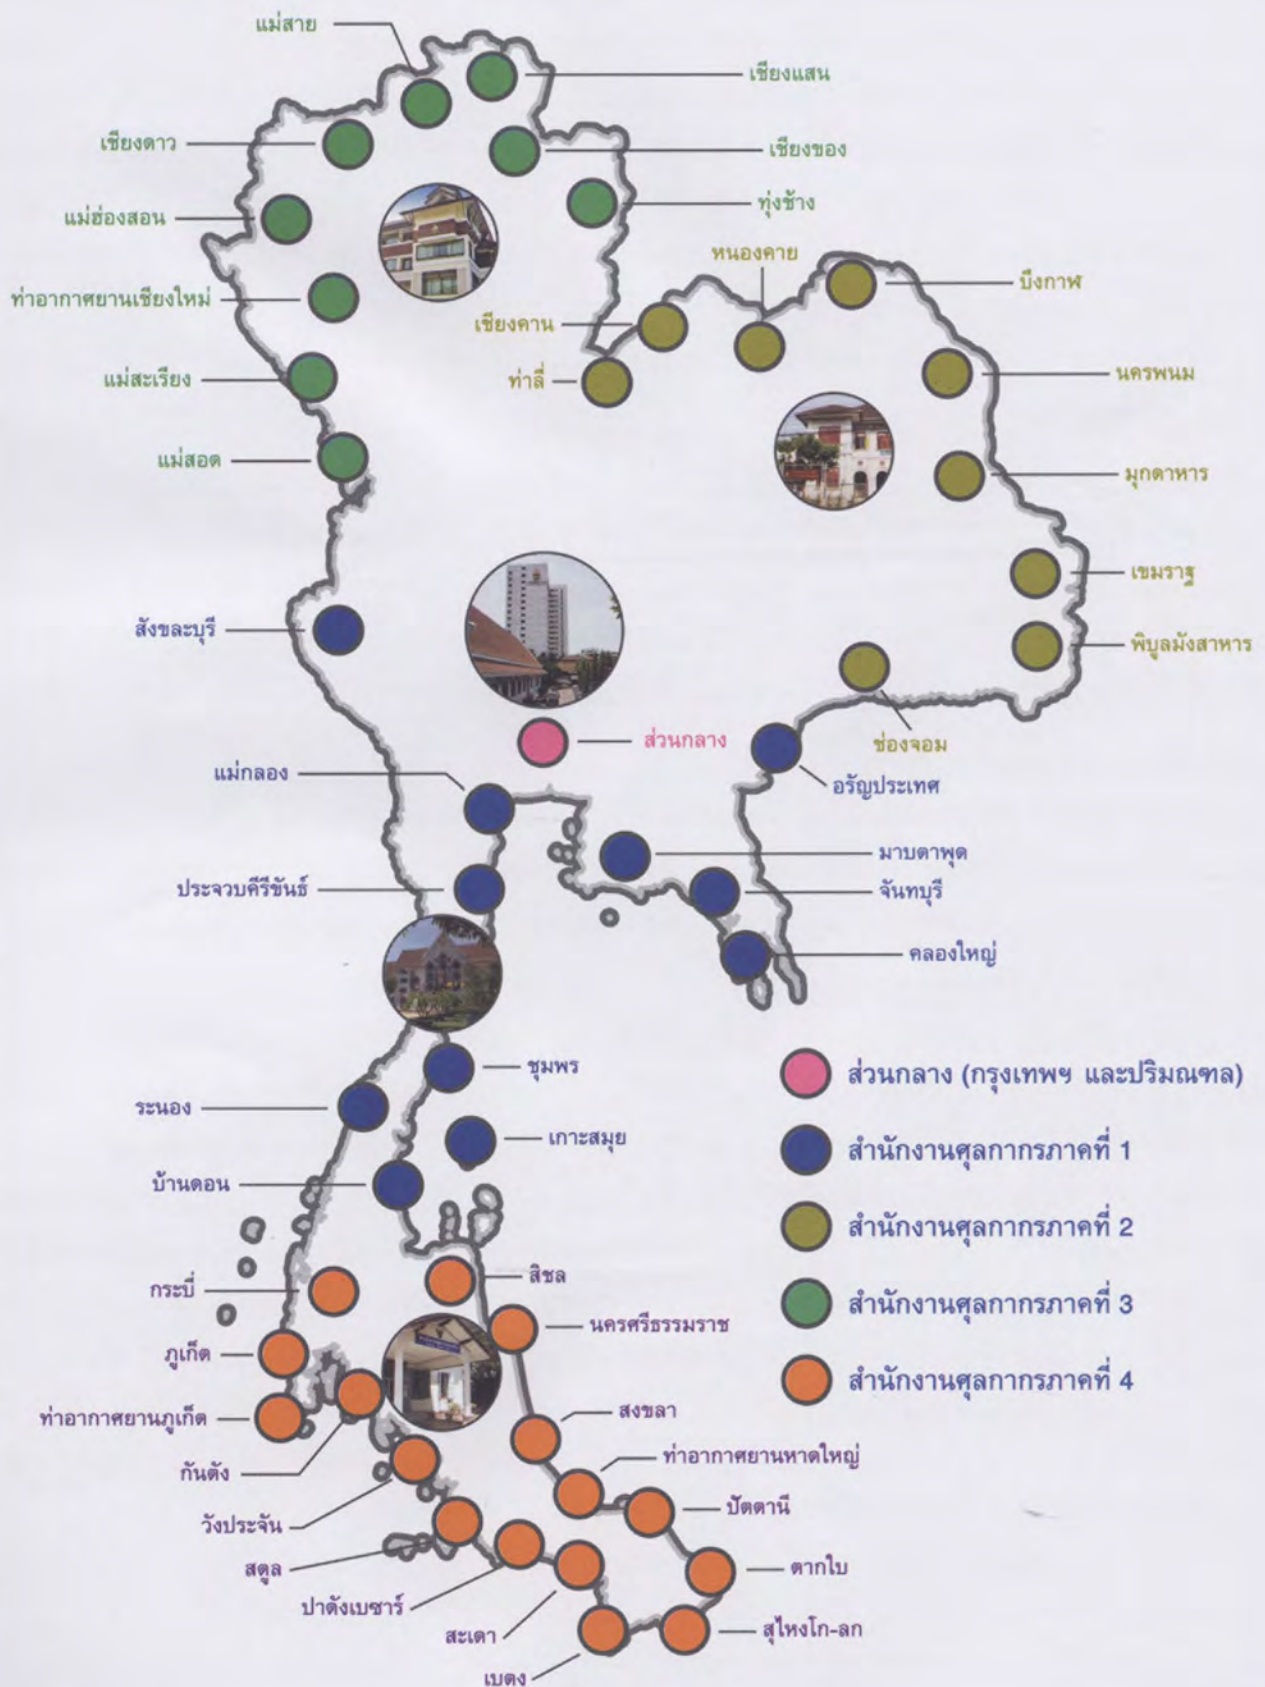 แม่สาย
เชียงแสน
เชียงดาว
เชียงของ
แม่ฮ่องสอน
ทุ่งช้าง
หนองคาย
บึงกาฬ
ท่าอากาศยานเชียงใหม่
เชียงคาน
แม่สะเรียง
ท่าลี่
นครพนม
แม่สอด
มุกดาหาร
เขมราฐ
สังขละบุรี
พิบูลมังสาหาร
ส่วนกลาง
ช่องจอม
แม่กลอง
อรัญประเทศ
มาบตาพุด
ประจวบคีรีขันธ์
จันทบุรี
คลองใหญ่
ชุมพร
ส่วนกลาง (กรุงเทพฯ และปริมณฑล)
ระนอง
เกาะสมุย
สำนักงานศุลกากรภาคที่ 1
บ้านดอน
สำนักงานศุลกากรภาคที่ 2
กระบี่
สิชล
สำนักงานศุลกากรภาคที่ 3
นครศรีธรรมราช
ภูเก็ต
สำนักงานศุลกากรภาคที่ 4
ท่าอากาศยานภูเก็ต
สงขลา
ท่าอากาศยานหาดใหญ่
กันตัง
ปัตตานี
วังประจัน
สตูล
ตากใบ
ปาดังเบซาร์
สะเดา
สุไหงโก-ลก
เบตง